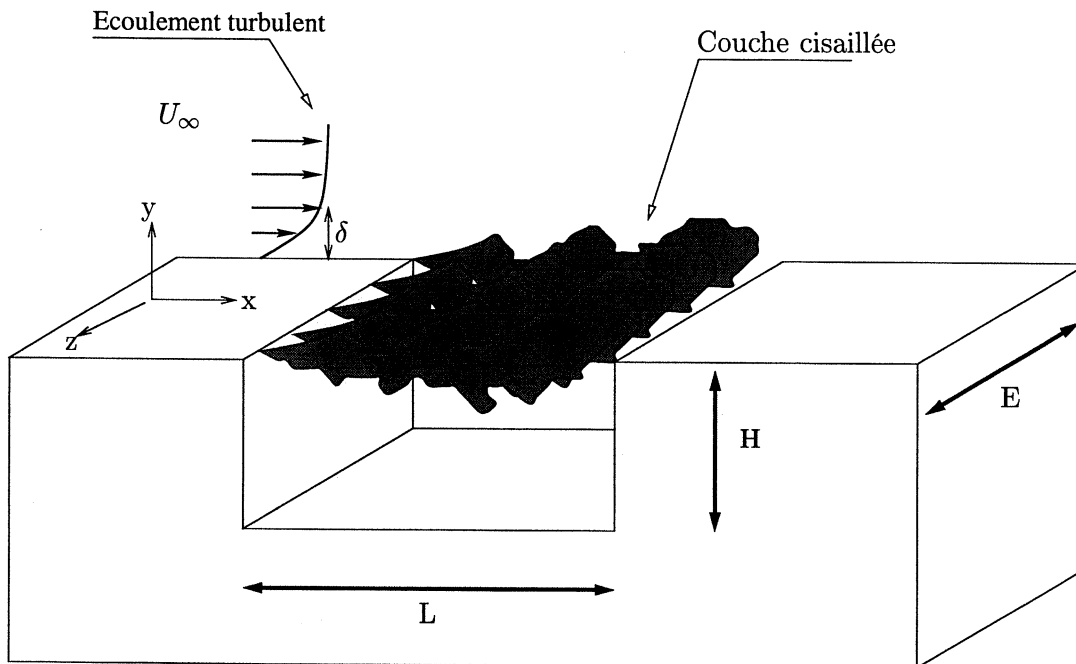 Ecoulement turbulent
Couche cisaillée
U∞
y
δ
x
z
E
H
L